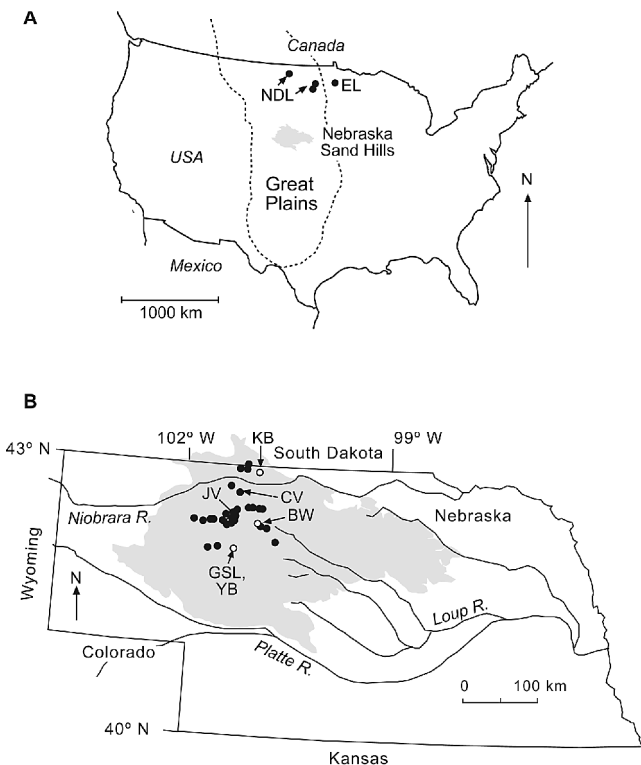 A
Canada
NDL
EL
Nebraska
Sand Hills
USA
Great
Plains
N
Mexico
1000 km
B
102° W
KB
99° W
43° N
South Dakota
JV
CV
BW
Niobrara R.
Nebraska
Wyoming
N
GSL,
YB
Loup R.
Colorado
Platte R.
0
100 km
40° N
Kansas